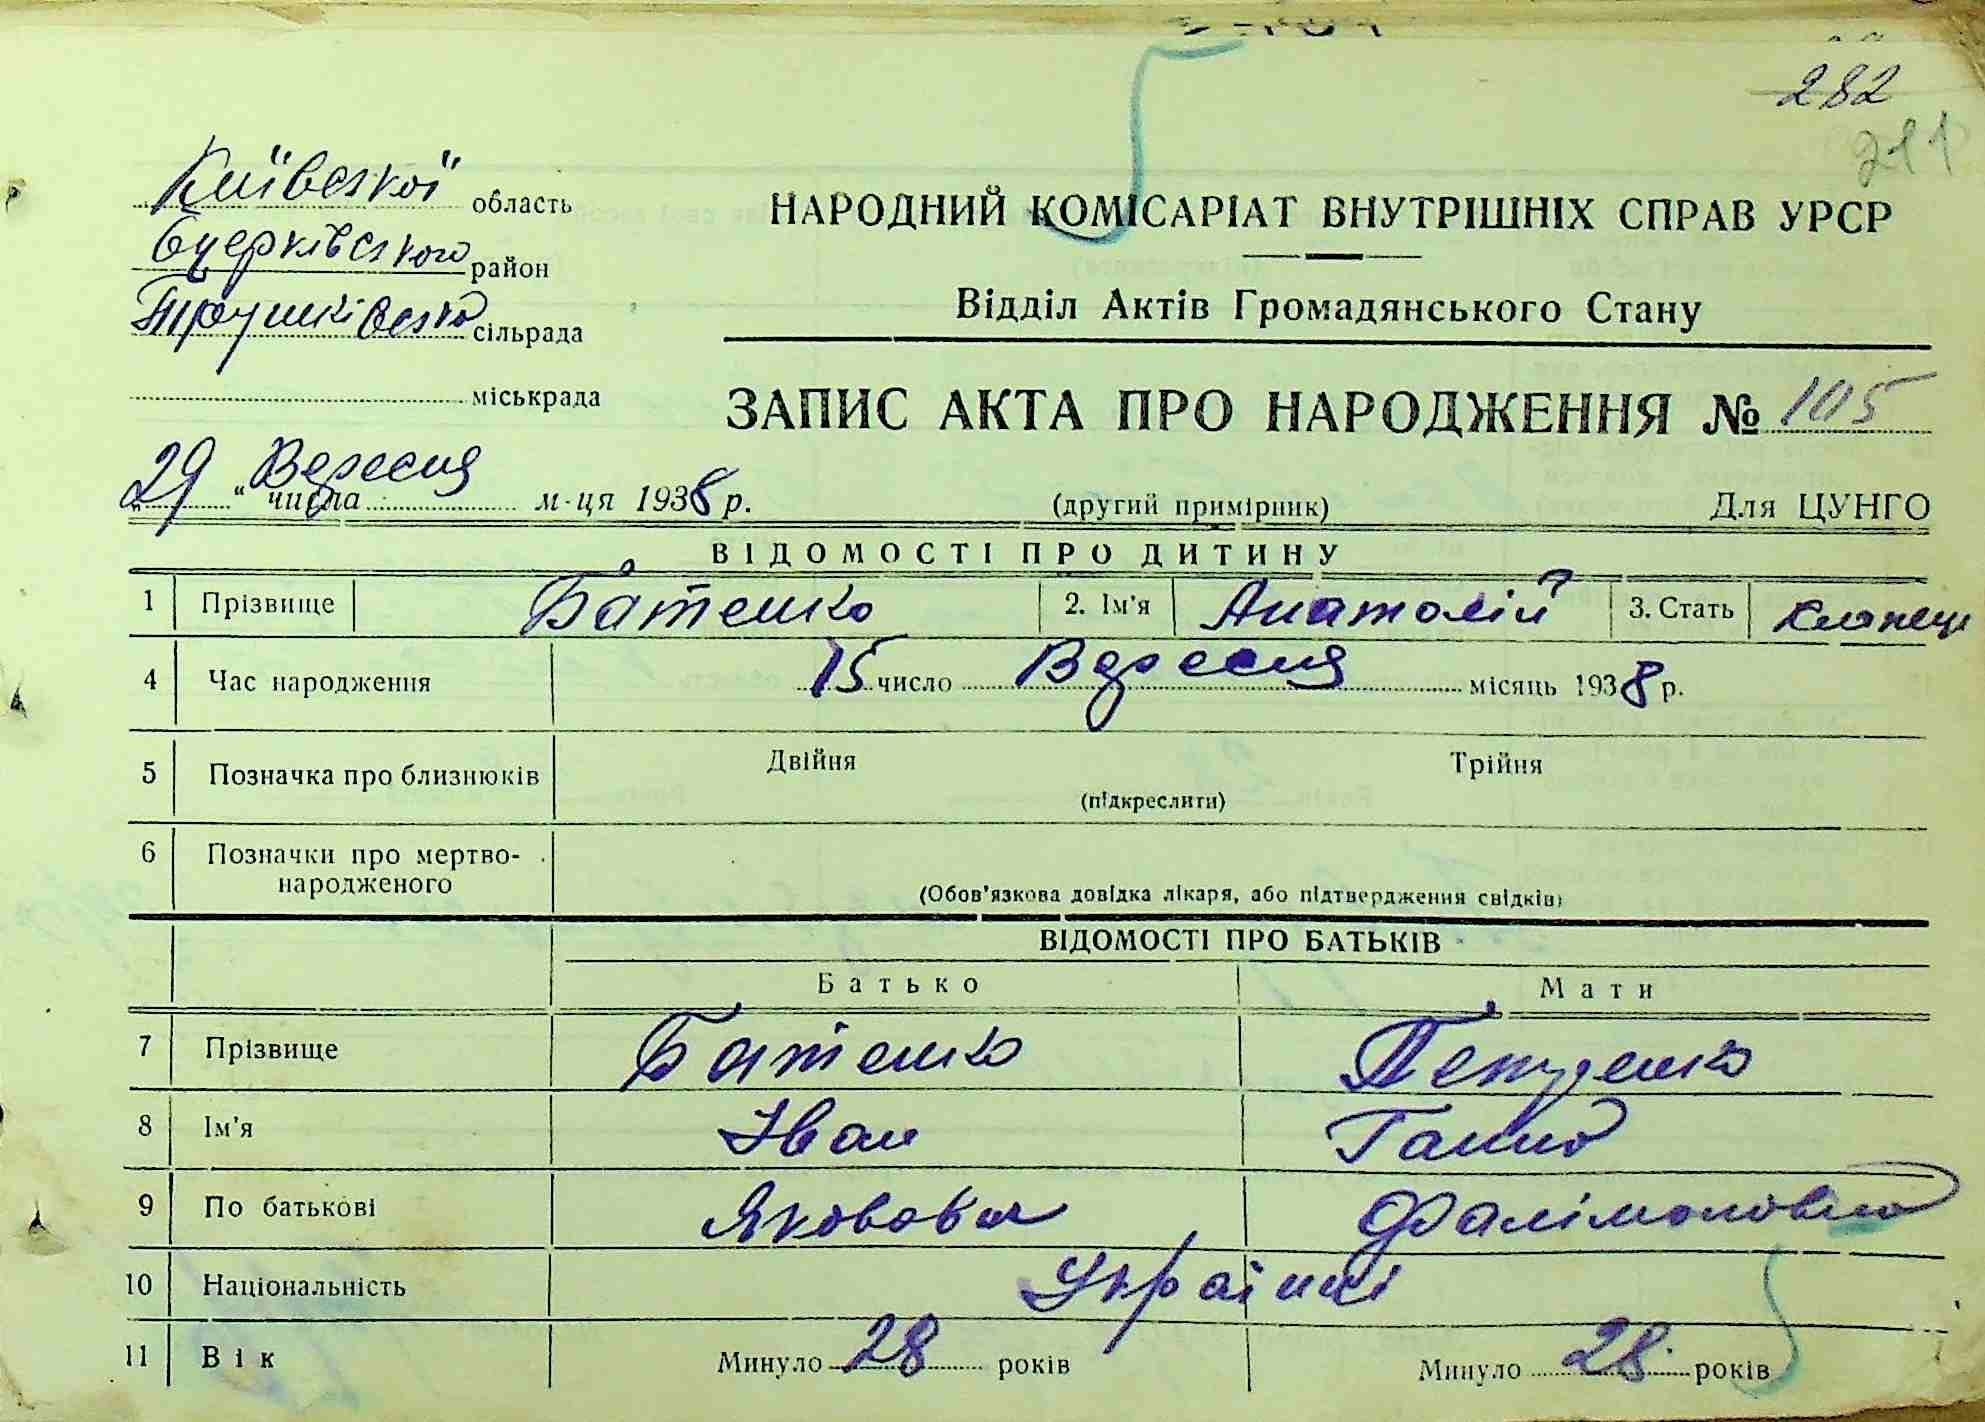 282
211
Київської область
НАРОДНИЙ КОМІСАРІАТ ВНУТРІШНІХ СПРАВ УРСР
Бцерківського район
Відділ Актів Громадянського Стану
Трушківсько сільрада
міськрада
ЗАПИС АКТА ПРО НАРОДЖЕННЯ № 105
„29“ числа Вересня м-ця 1938 р. (другий примірник) Для ЦУНГО
ВІДОМОСТІ ПРО ДИТИНУ
1 Прізвище Батенко 2. Ім'я Анатолій 3. Стать хлопець
4 Час народження 15 число Вересня місяць 1938 р.
5 Позначка про близнюків Двійня Трійня
(підкреслити)
6 Позначки про мертво-
народженого
(Обов'язкова довідка лікаря, або підтвердження свідків)
ВІДОМОСТІ ПРО БАТЬКІВ
Батько Мати
7 Прізвище Батенко
8 Ім'я Іван Ганна
9 По батькові Яковович Фалімоновна
10 Національність Українці
11 Вік Минуло 28 років Минуло 28 років